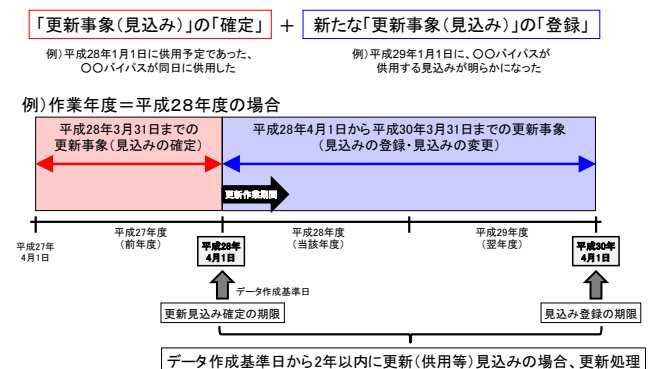 「更新事象(見込み)」の「確定」 + 新たな「更新事象(見込み)」の「登録」
例)平成28年1月1日に供用予定であった、
〇〇バイパスが同日に供用した
例)平成29年1月1日に、〇〇バイパスが
供用する見込みが明らかになった
例)作業年度=平成28年度の場合
平成28年3月31日までの
更新事象(見込みの確定)
平成28年4月1日から平成30年3月31日までの更新事象
(見込みの登録・見込みの変更)
更新作業期間
平成27年
4月1日
平成27年度
(前年度)
平成28年
4月1日
平成28年度
(当該年度)
平成29年度
(翌年度)
平成30年
4月1日
データ作成基準日
更新見込み確定の期限
見込み登録の期限
データ作成基準日から2年以内に更新(供用等)見込みの場合、更新処理